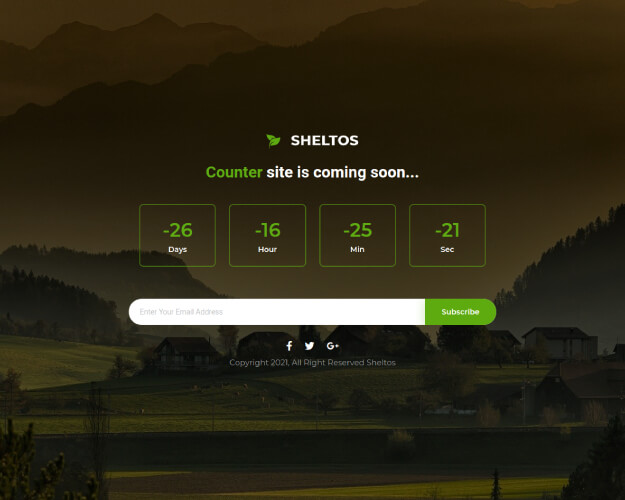 SHELTOS
Counter site is coming soon...
-26 -16 -25 -21
Days Hour Min Sec
Enter Your Email Address Subscribe
Copyright 2021, All Right Reserved Sheltos